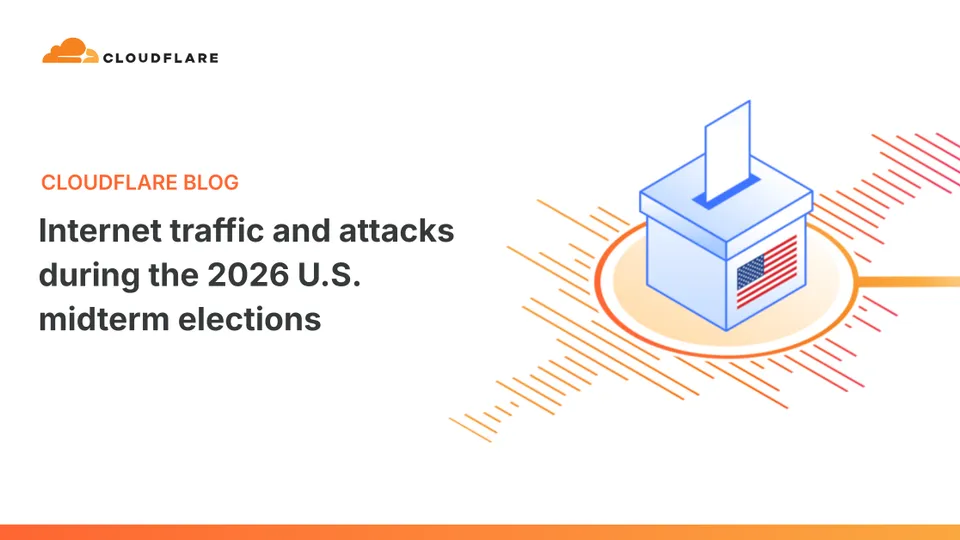 CLOUDFLARE
CLOUDFLARE BLOG
Internet traffic and attacks
during the 2026 U.S.
midterm elections